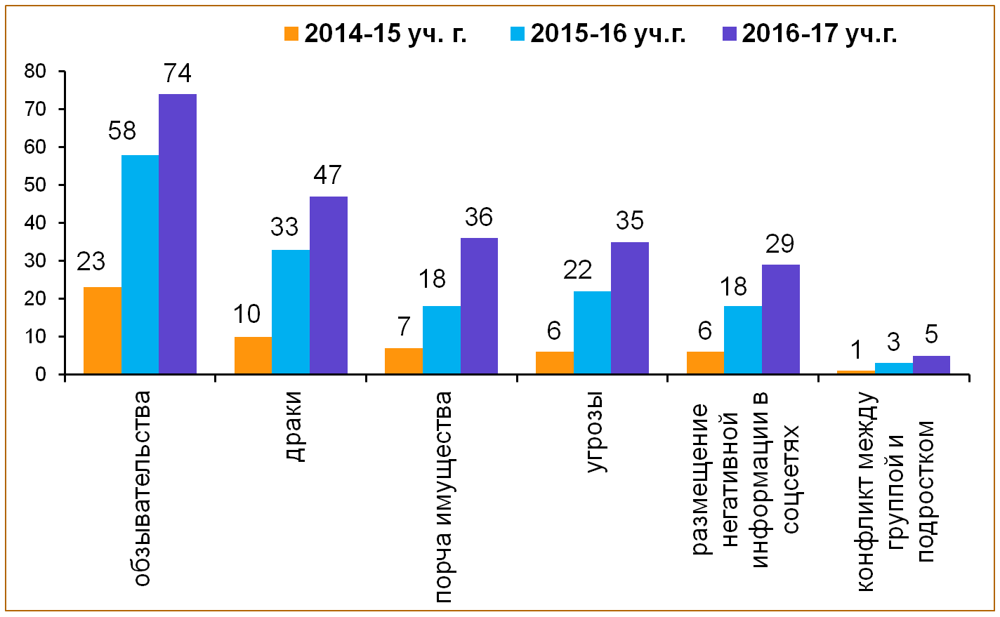 2014-15 уч. г.
2015-16 уч.г.
2016-17 уч.г.
80
70
60
50
40
30
20
10
0
23
58
74
10
33
47
7
18
36
6
22
35
6
18
29
1
3
5
обзывательства
драки
порча имущества
угрозы
размещение
негативной
информации в
соцсетях
конфликт между
группой и
подростком